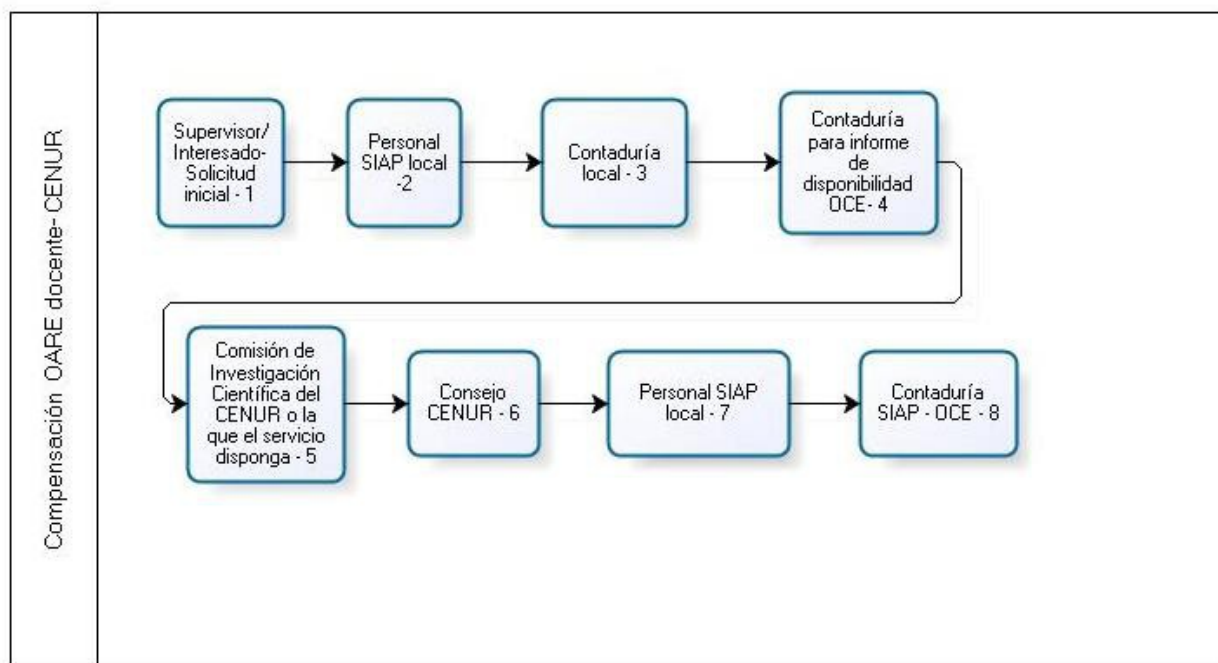 Compensación OARE docente- CENUR
Supervisor/
Interesado-
Solicitud
inicial - 1
Personal
SIAP local
-2
Contaduría
local - 3
Contaduría
para informe
de
disponibilidad
OCE- 4
Comisión de
Investigación
Científica del
CENUR o la
que el servicio
disponga - 5
Consejo
CENUR - 6
Personal SIAP
local - 7
Contaduría
SIAP - OCE - 8